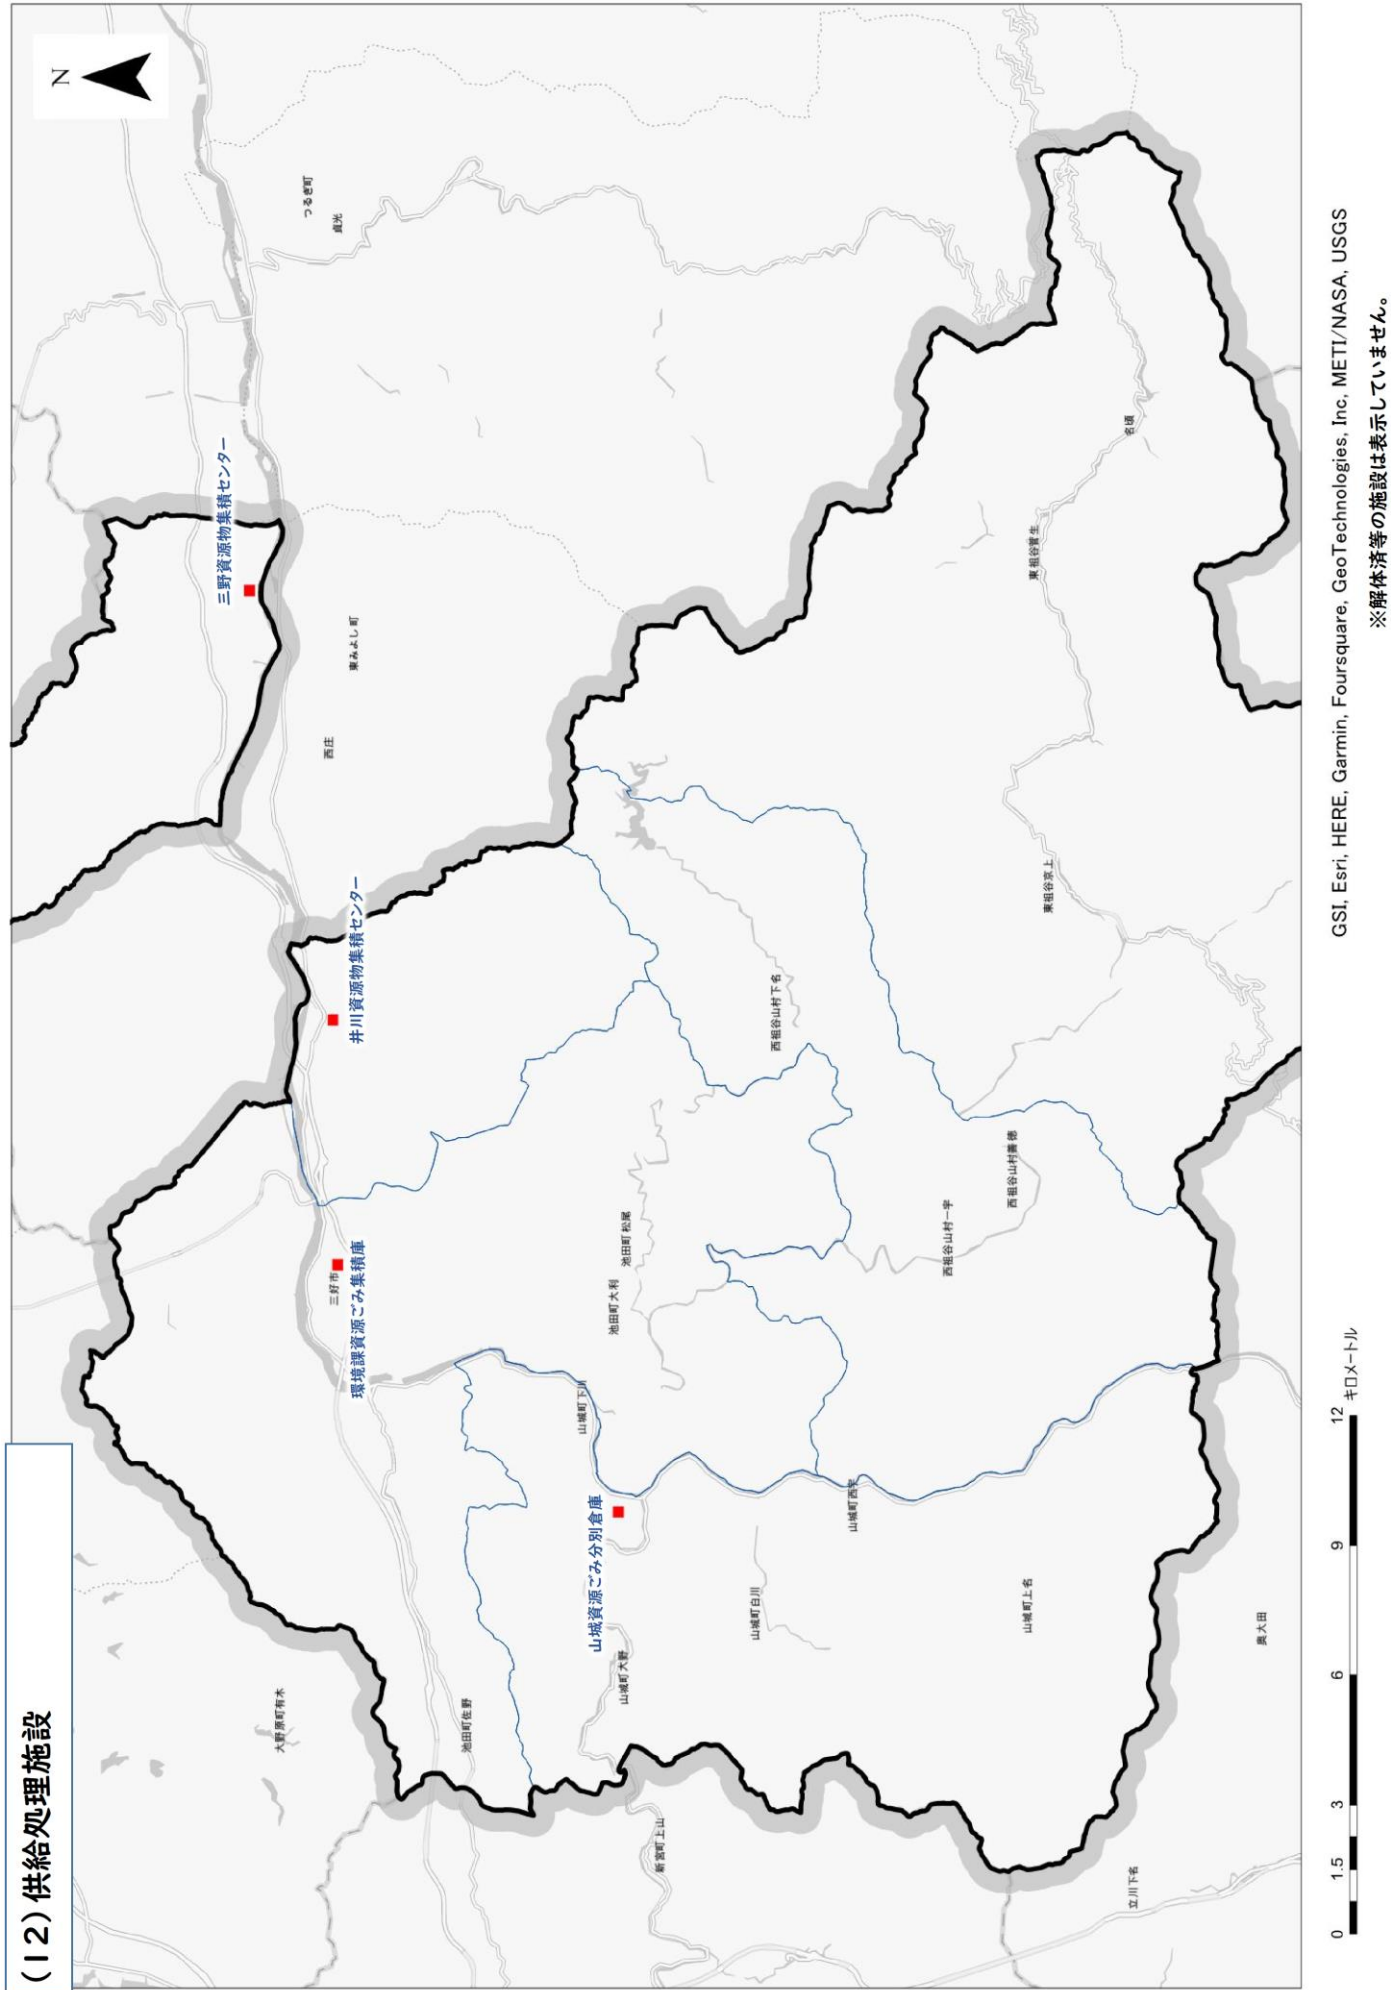 (12)供給処理施設
N
つるぎ町
貞光
三野資源物集積センター
東みよし町
西庄
井川資源物集積センター
三好市
環境課資源ごみ集積庫
大野原町有木
池田町佐野
池田町松尾
池田町大利
山城町下川
山城資源ごみ分別倉庫
山城町大野
新宮町上山
山城町白川
西祖谷山村下名
山城町西宇
西祖谷山村一宇
西祖谷山村善徳
東祖谷菅生
名頃
東祖谷京上
山城町上名
立川下名
奥大田
0 1.5 3 6 9 12
キロメートル
GSI, Esri, HERE, Garmin, Foursquare, GeoTechnologies, Inc, METI/NASA, USGS
※解体済等の施設は表示していません。